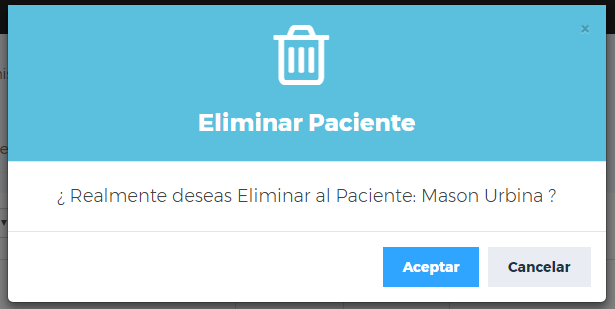 ×
Eliminar Paciente
¿ Realmente deseas Eliminar al Paciente: Mason Urbina ?
Aceptar
Cancelar